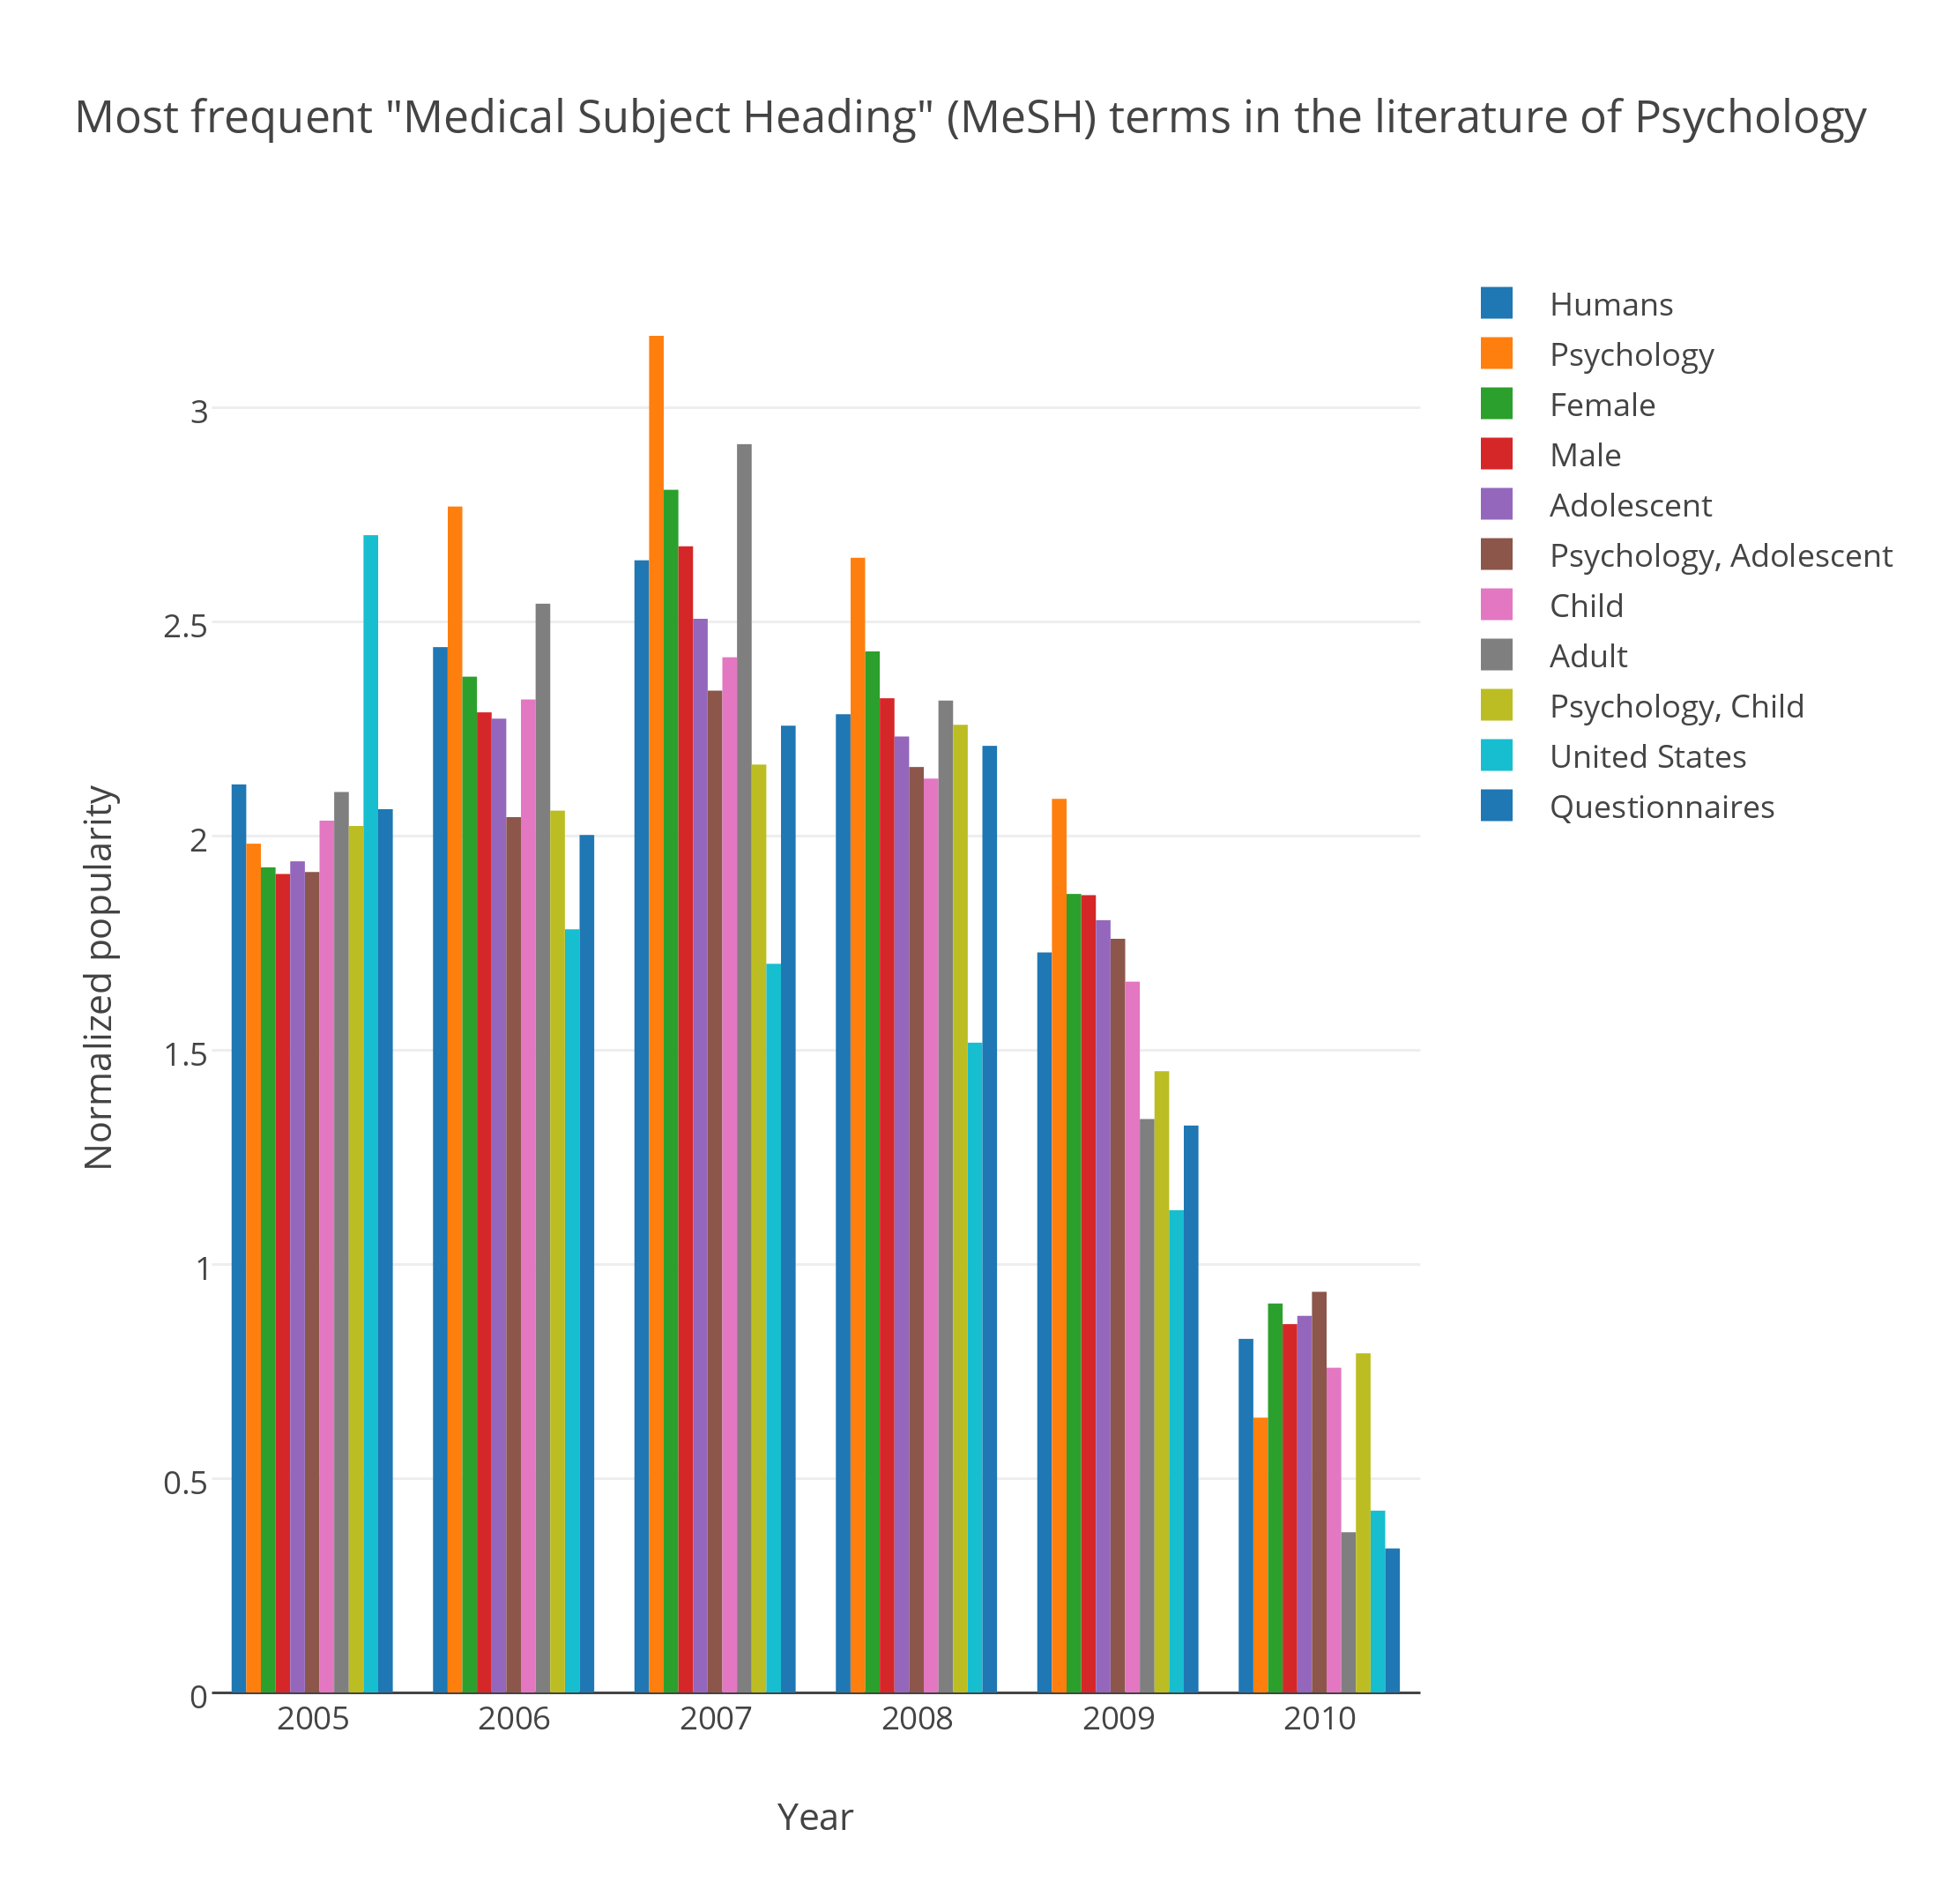 Most frequent "Medical Subject Heading" (MeSH) terms in the literature of Psychology
Humans
Psychology
Female
Male
Adolescent
Psychology, Adolescent
Child
Adult
Psychology, Child
United States
Questionnaires
Normalized popularity
3
2.5
2
1.5
1
0.5
0
2005 2006 2007 2008 2009 2010
Year